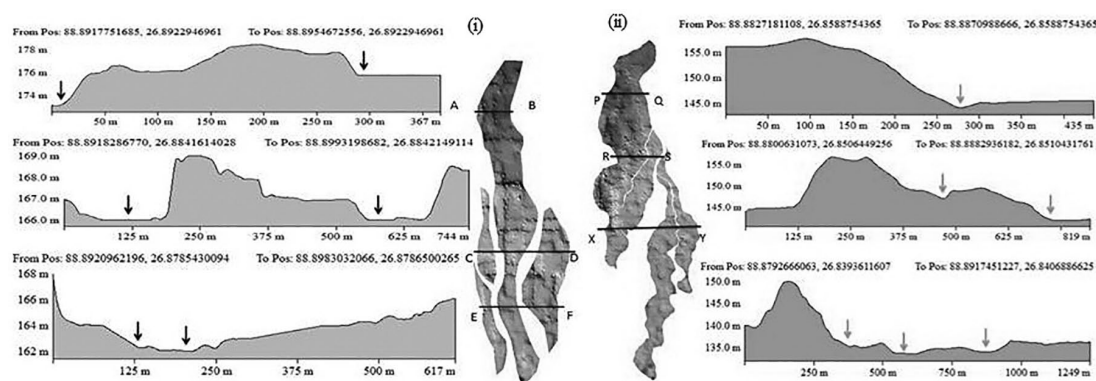 (i)
From Pos: 88.8917751685, 26.8922946961 To Pos: 88.8954672556, 26.8922946961
178 m
176 m
174 m
50 100 150 200 250 300 367 m
From Pos: 88.8918286770, 26.8841614028 To Pos: 88.8993198682, 26.8842149114
169.0 m
168.0 m
167.0 m
166.0 m
125 m 250 m 375 m 500 m 625 m 744 m
From Pos: 88.8920962196, 26.8785430094 To Pos: 88.8983032066, 26.8786500265
168 m
166 m
164 m
162 m
125 m 250 m 375 m 500 m 617 m
A B
C D
E F
(ii)
P Q
R S
X Y
From Pos: 88.8827181108, 26.8588754365 To Pos: 88.8870988666, 26.8588754365
155.0 m
150.0 m
145.0 m
50 m 100 m 150 m 200 m 250 m 300 m 350 m 435 m
From Pos: 88.8800631073, 26.8506449256 To Pos: 88.8882936182, 26.8510431761
155.0 m
150.0 m
145.0 m
125 m 250 m 375 m 500 m 625 m 819 m
From Pos: 88.8792666063, 26.8393611607 To Pos: 88.8917451227, 26.8406886625
150.0 m
145.0 m
140.0 m
135.0 m
250 m 500 m 750 m 1000 m 1249 m